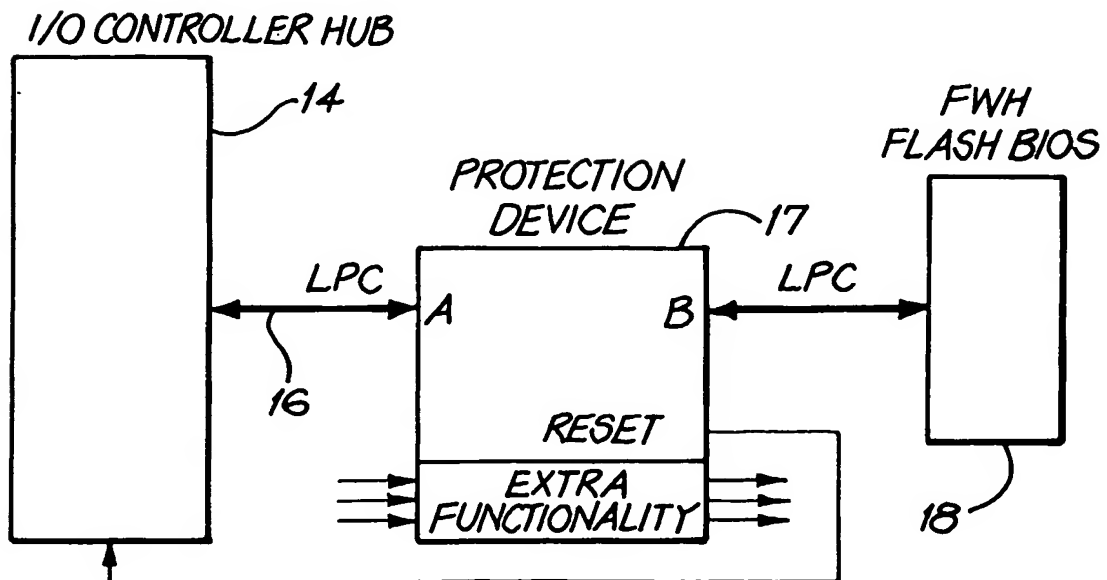 I/O CONTROLLER HUB
14
FWH
FLASH BIOS
PROTECTION
DEVICE
17
LPC
LPC
A
B
16
RESET
EXTRA
FUNCTIONALITY
18